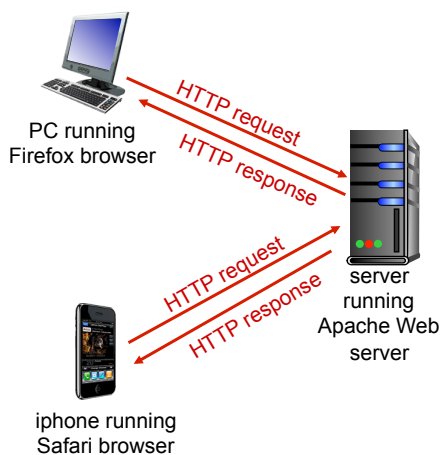 HTTP request
HTTP response
PC running
Firefox browser
HTTP request
HTTP response
server
running
Apache Web
server
iphone running
Safari browser